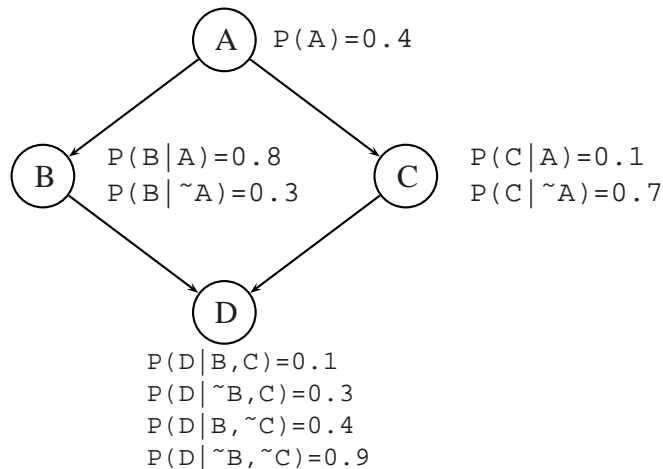 A P(A)=0.4
B P(B|A)=0.8
P(B|~A)=0.3
C P(C|A)=0.1
P(C|~A)=0.7
D
P(D|B,C)=0.1
P(D|~B,C)=0.3
P(D|B,~C)=0.4
P(D|~B,~C)=0.9